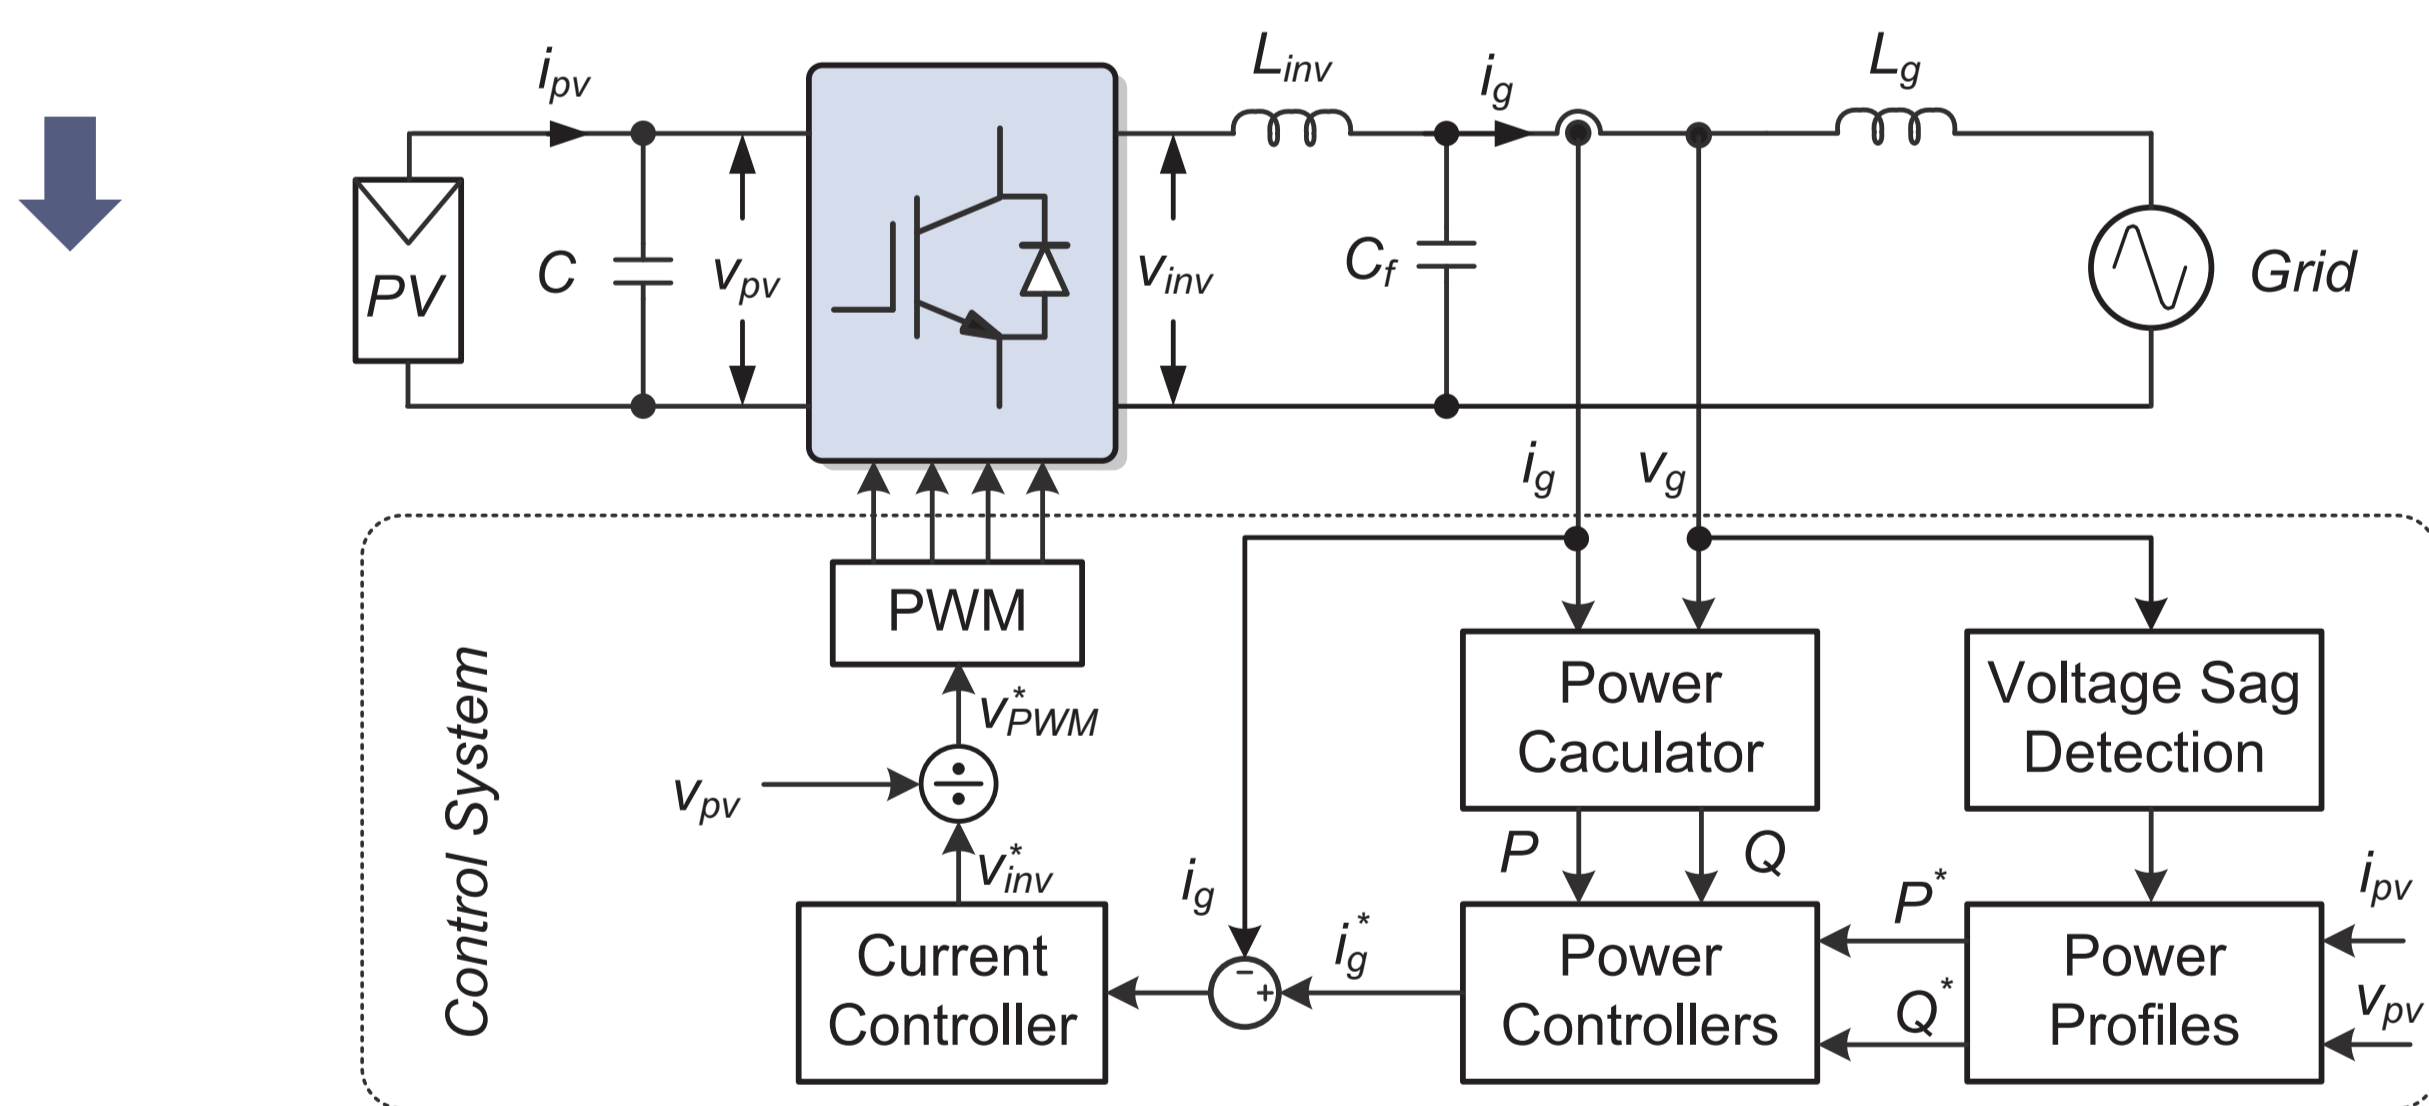 i_pv
L_inv
i_g
L_g
PV
C
v_pv
v_inv
C_f
Grid
i_g
v_g
Control System
PWM
v*_PWM
v_pv
v*_inv
Current
Controller
i_g
i_g^*
Power
Caculator
P
Q
Power
Controllers
Voltage Sag
Detection
P*
Q*
Power
Profiles
i_pv
v_pv